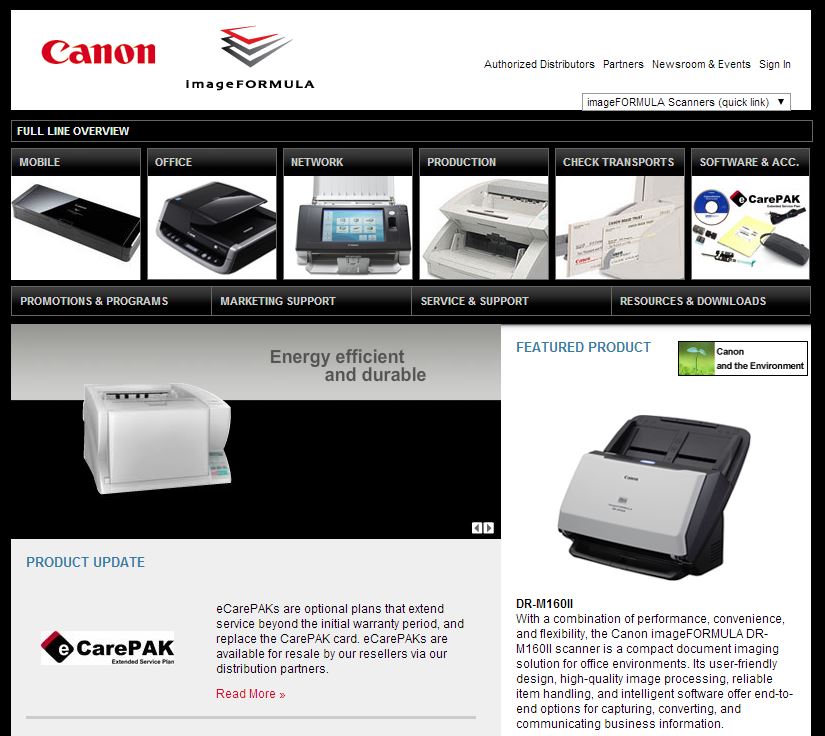 Canon
imageFORMULA
Authorized Distributors Partners Newsroom & Events Sign In
imageFORMULA Scanners (quick link)
FULL LINE OVERVIEW
MOBILE
OFFICE
NETWORK
PRODUCTION
CHECK TRANSPORTS
SOFTWARE & ACC.
eCarePAK
Extended Service Plan
PROMOTIONS & PROGRAMS
MARKETING SUPPORT
SERVICE & SUPPORT
RESOURCES & DOWNLOADS
Energy efficient
and durable
FEATURED PRODUCT
Canon
and the Environment
Canon
PRODUCT UPDATE
eCarePAK
Extended Service Plan
eCarePAKs are optional plans that extend
service beyond the initial warranty period, and
replace the CarePAK card. eCarePAKs are
available for resale by our resellers via our
distribution partners.
Read More »
DR-M160II
With a combination of performance, convenience,
and flexibility, the Canon imageFORMULA DR-
M160II scanner is a compact document imaging
solution for office environments. Its user-friendly
design, high-quality image processing, reliable
item handling, and intelligent software offer end-to-
end options for capturing, converting, and
communicating business information.